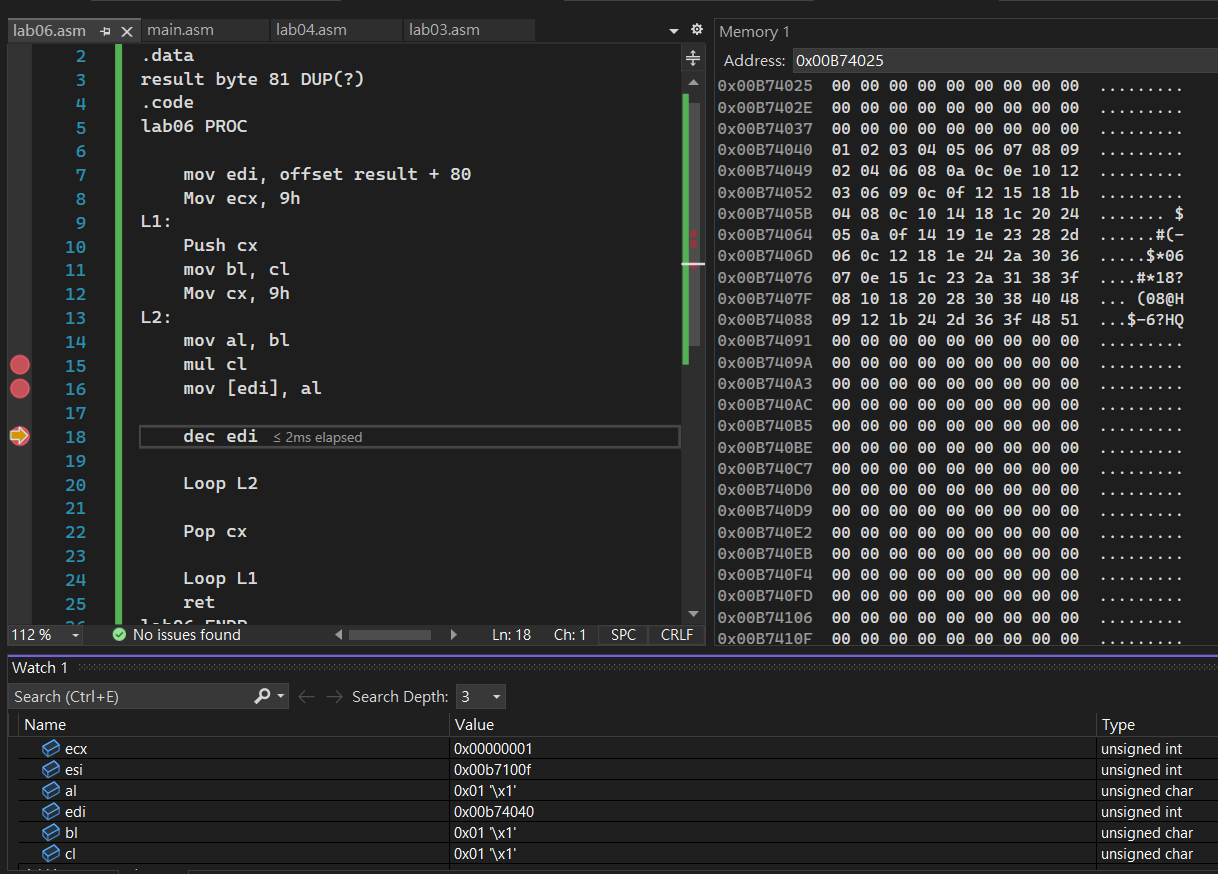 lab06.asm main.asm lab04.asm lab03.asm
2 .data
3 result byte 81 DUP(?)
4 .code
5 lab06 PROC
6
7 mov edi, offset result + 80
8 Mov ecx, 9h
9 L1:
10 Push cx
11 mov bl, cl
12 Mov cx, 9h
13 L2:
14 mov al, bl
15 mul cl
16 mov [edi], al
17
18 dec edi ≤ 2ms elapsed
19
20 Loop L2
21
22 Pop cx
23
24 Loop L1
25 ret
112 % No issues found Ln: 18 Ch: 1 SPC CRLF
Memory 1
Address: 0x00B74025
0x00B74025 00 00 00 00 00 00 00 00 00 .........
0x00B7402E 00 00 00 00 00 00 00 00 00 .........
0x00B74037 00 00 00 00 00 00 00 00 00 .........
0x00B74040 01 02 03 04 05 06 07 08 09 .........
0x00B74049 02 04 06 08 0a 0c 0e 10 12 .........
0x00B74052 03 06 09 0c 0f 12 15 18 1b .........
0x00B7405B 04 08 0c 10 14 18 1c 20 24 ....... $
0x00B74064 05 0a 0f 14 19 1e 23 28 2d ......#(-
0x00B7406D 06 0c 12 18 1e 24 2a 30 36 .....$*06
0x00B74076 07 0e 15 1c 23 2a 31 38 3f ....#*18?
0x00B7407F 08 10 18 20 28 30 38 40 48 ... (08@H
0x00B74088 09 12 1b 24 2d 36 3f 48 51 ...$-6?HQ
0x00B74091 00 00 00 00 00 00 00 00 00 .........
0x00B7409A 00 00 00 00 00 00 00 00 00 .........
0x00B740A3 00 00 00 00 00 00 00 00 00 .........
0x00B740AC 00 00 00 00 00 00 00 00 00 .........
0x00B740B5 00 00 00 00 00 00 00 00 00 .........
0x00B740BE 00 00 00 00 00 00 00 00 00 .........
0x00B740C7 00 00 00 00 00 00 00 00 00 .........
0x00B740D0 00 00 00 00 00 00 00 00 00 .........
0x00B740D9 00 00 00 00 00 00 00 00 00 .........
0x00B740E2 00 00 00 00 00 00 00 00 00 .........
0x00B740EB 00 00 00 00 00 00 00 00 00 .........
0x00B740F4 00 00 00 00 00 00 00 00 00 .........
0x00B740FD 00 00 00 00 00 00 00 00 00 .........
0x00B74106 00 00 00 00 00 00 00 00 00 .........
0x00B7410F 00 00 00 00 00 00 00 00 00 .........
Watch 1
Search (Ctrl+E) Search Depth: 3
Name Value Type
ecx 0x00000001 unsigned int
esi 0x00b7100f unsigned int
al 0x01 '\x1' unsigned char
edi 0x00b74040 unsigned int
bl 0x01 '\x1' unsigned char
cl 0x01 '\x1' unsigned char